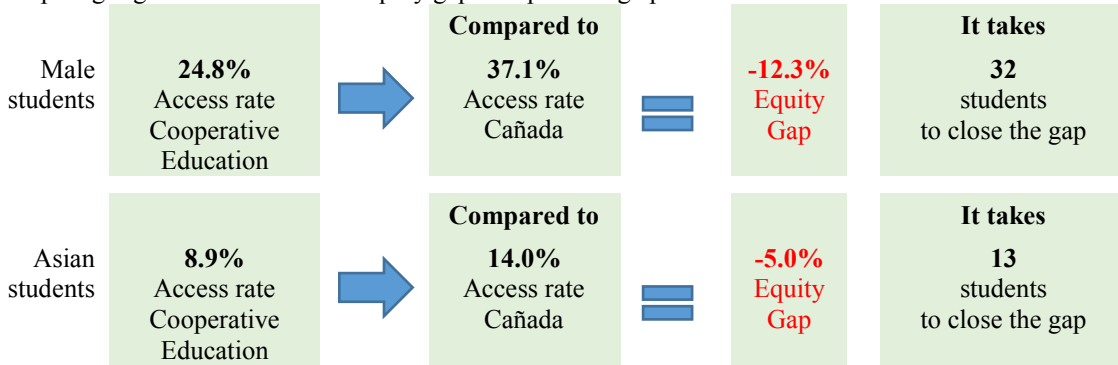 Compared to It takes
Male 24.8% 37.1% -12.3% 32
students Access rate Access rate Equity students
Cooperative Cañada Gap to close the gap
Education
Compared to It takes
Asian 8.9% 14.0% -5.0% 13
students Access rate Access rate Equity students
Cooperative Cañada Gap to close the gap
Education